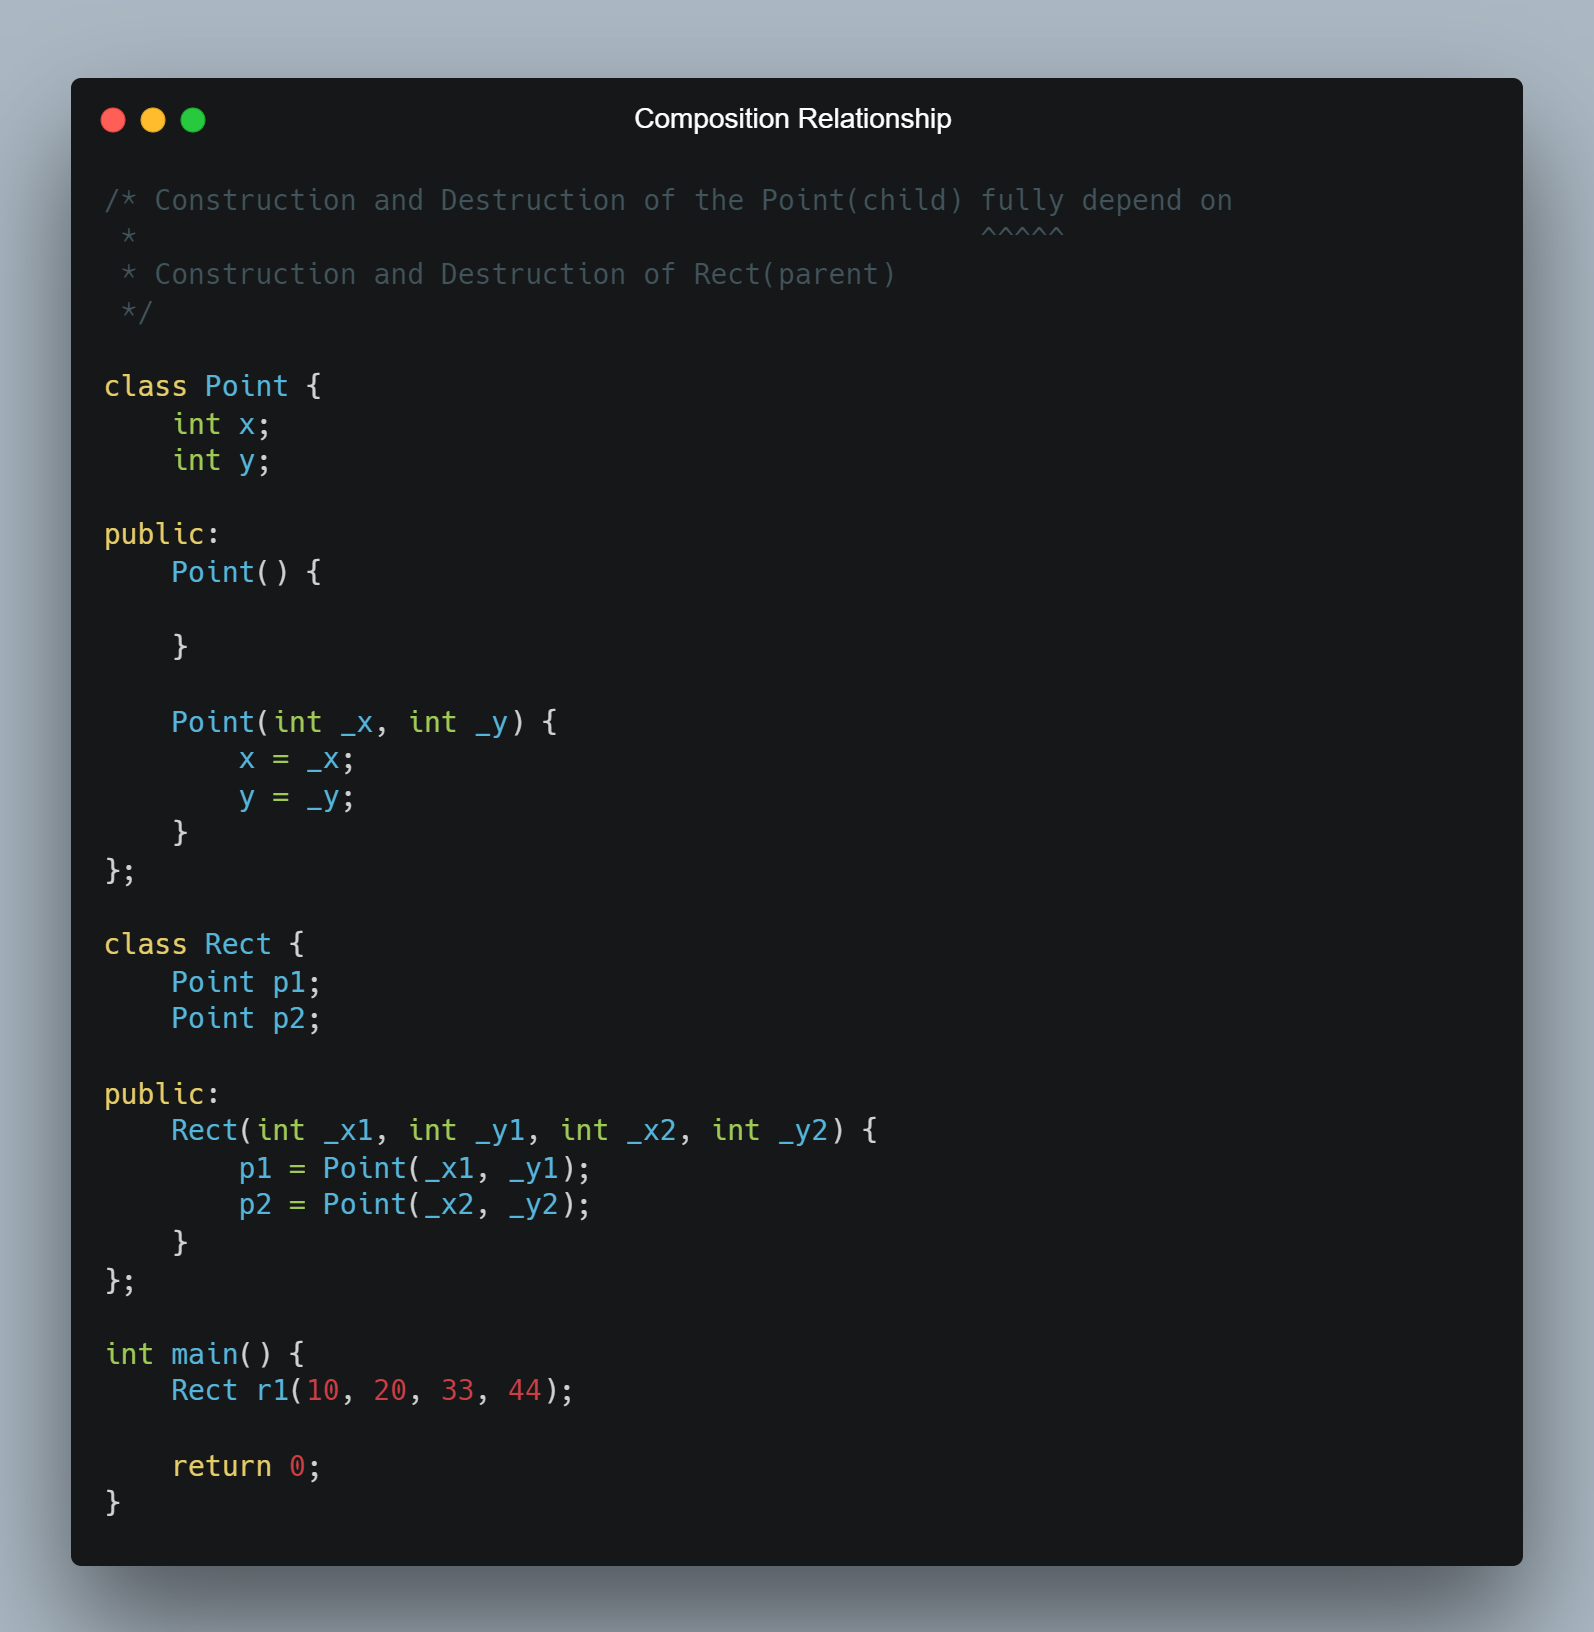 Composition Relationship
/* Construction and Destruction of the Point(child) fully depend on
 *                                                  ^^^^^
 * Construction and Destruction of Rect(parent)
 */
class Point {
    int x;
    int y;
public:
    Point() {
    }
    Point(int _x, int _y) {
        x = _x;
        y = _y;
    }
};
class Rect {
    Point p1;
    Point p2;
public:
    Rect(int _x1, int _y1, int _x2, int _y2) {
        p1 = Point(_x1, _y1);
        p2 = Point(_x2, _y2);
    }
};
int main() {
    Rect r1(10, 20, 33, 44);
    return 0;
}